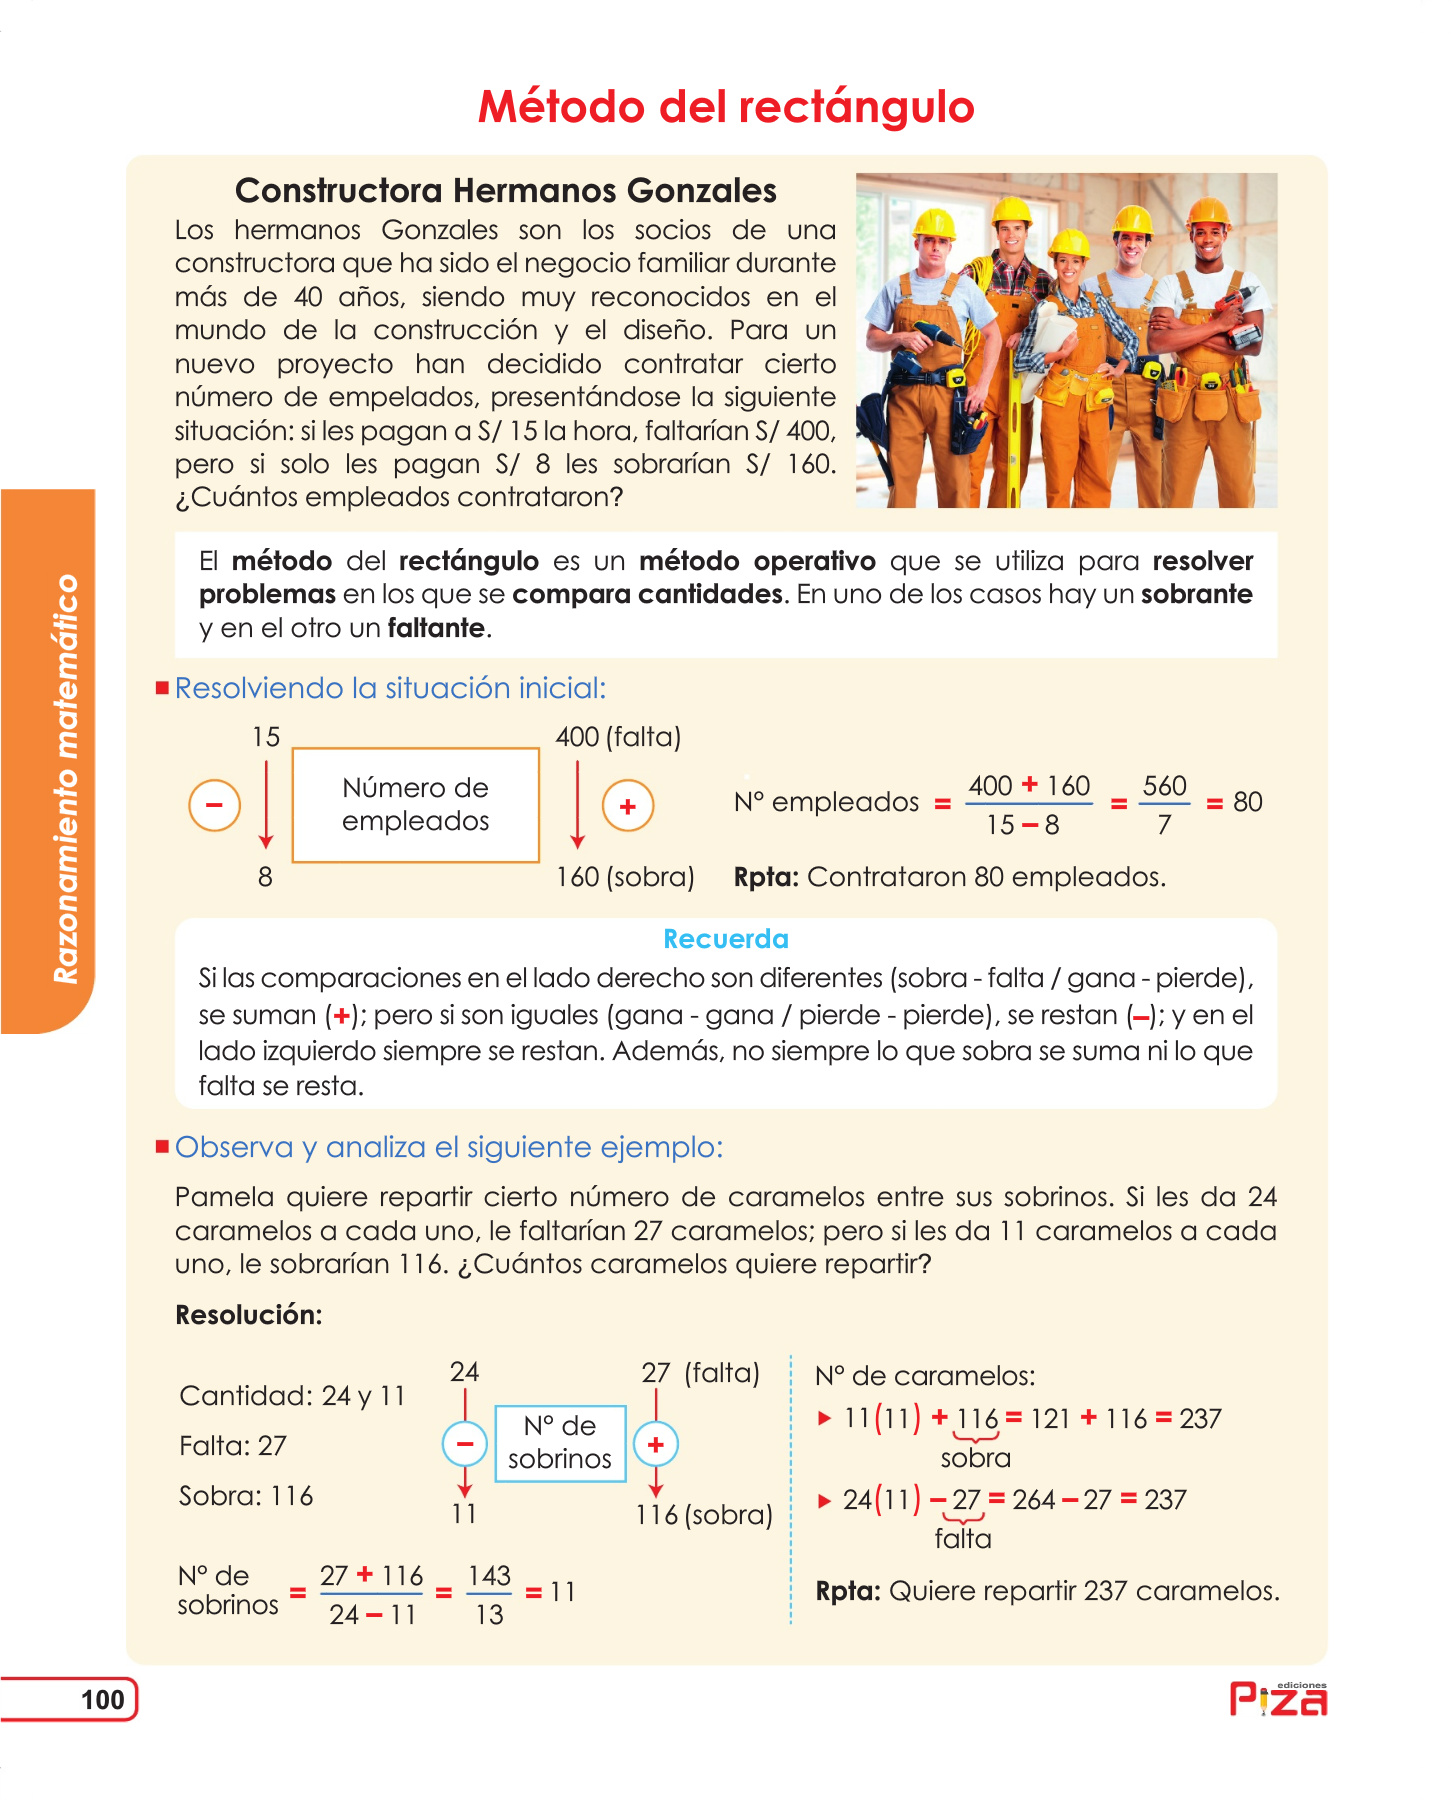 Método del rectángulo
Constructora Hermanos Gonzales
Los hermanos Gonzales son los socios de una
constructora que ha sido el negocio familiar durante
más de 40 años, siendo muy reconocidos en el
mundo de la construcción y el diseño. Para un
nuevo proyecto han decidido contratar cierto
número de empelados, presentándose la siguiente
situación: si les pagan a S/ 15 la hora, faltarían S/ 400,
pero si solo les pagan S/ 8 les sobrarían S/ 160.
¿Cuántos empleados contrataron?
El método del rectángulo es un método operativo que se utiliza para resolver
problemas en los que se compara cantidades. En uno de los casos hay un sobrante
y en el otro un faltante.
Resolviendo la situación inicial:
15
400 (falta)
–
Número de
empleados
+
8
160 (sobra)
N° empleados = (400 + 160)/(15 – 8) = 560/7 = 80
Rpta: Contrataron 80 empleados.
Recuerda
Si las comparaciones en el lado derecho son diferentes (sobra - falta / gana - pierde),
se suman (+); pero si son iguales (gana - gana / pierde - pierde), se restan (–); y en el
lado izquierdo siempre se restan. Además, no siempre lo que sobra se suma ni lo que
falta se resta.
Observa y analiza el siguiente ejemplo:
Pamela quiere repartir cierto número de caramelos entre sus sobrinos. Si les da 24
caramelos a cada uno, le faltarían 27 caramelos; pero si les da 11 caramelos a cada
uno, le sobrarían 116. ¿Cuántos caramelos quiere repartir?
Resolución:
Cantidad: 24 y 11
Falta: 27
Sobra: 116
24
27 (falta)
–
N° de
sobrinos
+
11
116 (sobra)
N° de
sobrinos = (27 + 116)/(24 – 11) = 143/13 = 11
N° de caramelos:
11(11) + 116 = 121 + 116 = 237
sobra
24(11) – 27 = 264 – 27 = 237
falta
Rpta: Quiere repartir 237 caramelos.
Razonamiento matemático
100
ediciones
Piza